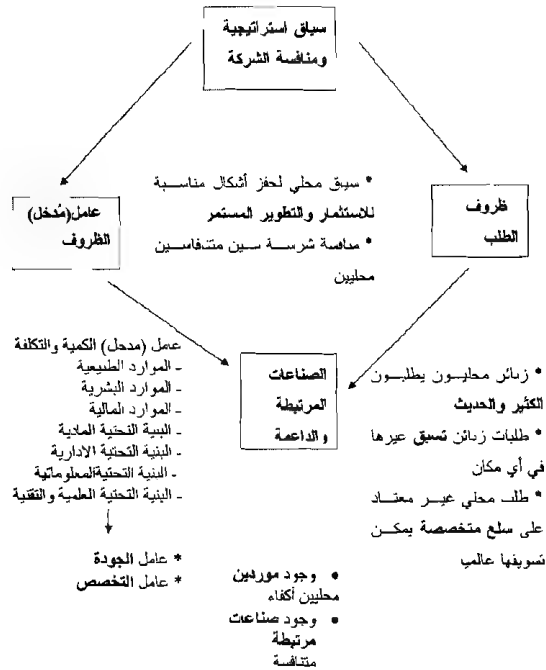 سياق استراتيجية
ومنافسة الشركة
* سياق محلي لحفز أشكال مناسبة
للاستثمار والتطوير المستمر
* منافسة شرسة بين متنافسين
محليين
عامل(مُدخل)
الظروف
ظروف
الطلب
عامل (مدخل) الكمية والتكلفة
- الموارد الطبيعية
- الموارد البشرية
- الموارد المالية
- البنية التحتية المادية
- البنية التحتية الادارية
- البنية التحتيةالمعلوماتية
- البنية التحتية العلمية والتقنية
* عامل الجودة
* عامل التخصص
الصناعات
المرتبطة
والداعمة
* زبائن محليون يطلبون
الكثير والحديث
* طلبات زبائن تسبق غيرها
في أي مكان
* طلب محلي غير معتاد
على سلع متخصصة يمكن
تسويقها عالميا
• وجود موردين
محليين أكفاء
• وجود صناعات
مرتبطة
متنافسة